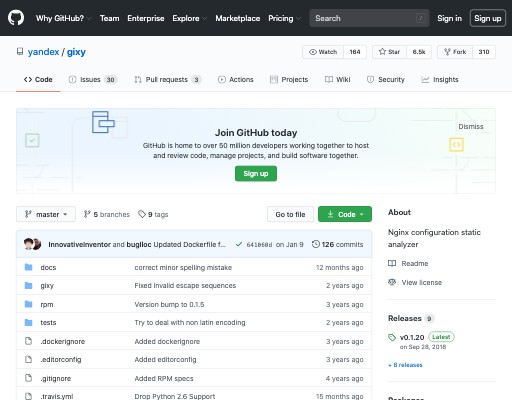 Why GitHub? Team Enterprise Explore Marketplace Pricing Search / Sign in Sign up
yandex / gixy Watch 164 Star 6.5k Fork 310
Code Issues 30 Pull requests 3 Actions Projects Wiki Security Insights
Join GitHub today
Dismiss
GitHub is home to over 50 million developers working together to host
and review code, manage projects, and build software together.
Sign up
master 5 branches 9 tags Go to file Code
InnovativeInventor and buglloc Updated Dockerfile f... 641060d on Jan 9 126 commits
docs correct minor spelling mistake 12 months ago
gixy Fixed invalid escape sequences 2 years ago
rpm Version bump to 0.1.5 3 years ago
tests Try to deal with non latin encoding 2 years ago
.dockerignore Added dockerignore 3 years ago
.editorconfig Added editorconfig 3 years ago
.gitignore Added RPM specs 4 years ago
.travis.yml Drop Python 2.6 Support 15 months ago
About
Nginx configuration static
analyzer
Readme
View license
Releases 9
v0.1.20 Latest
on Sep 28, 2018
+ 8 releases
Packages